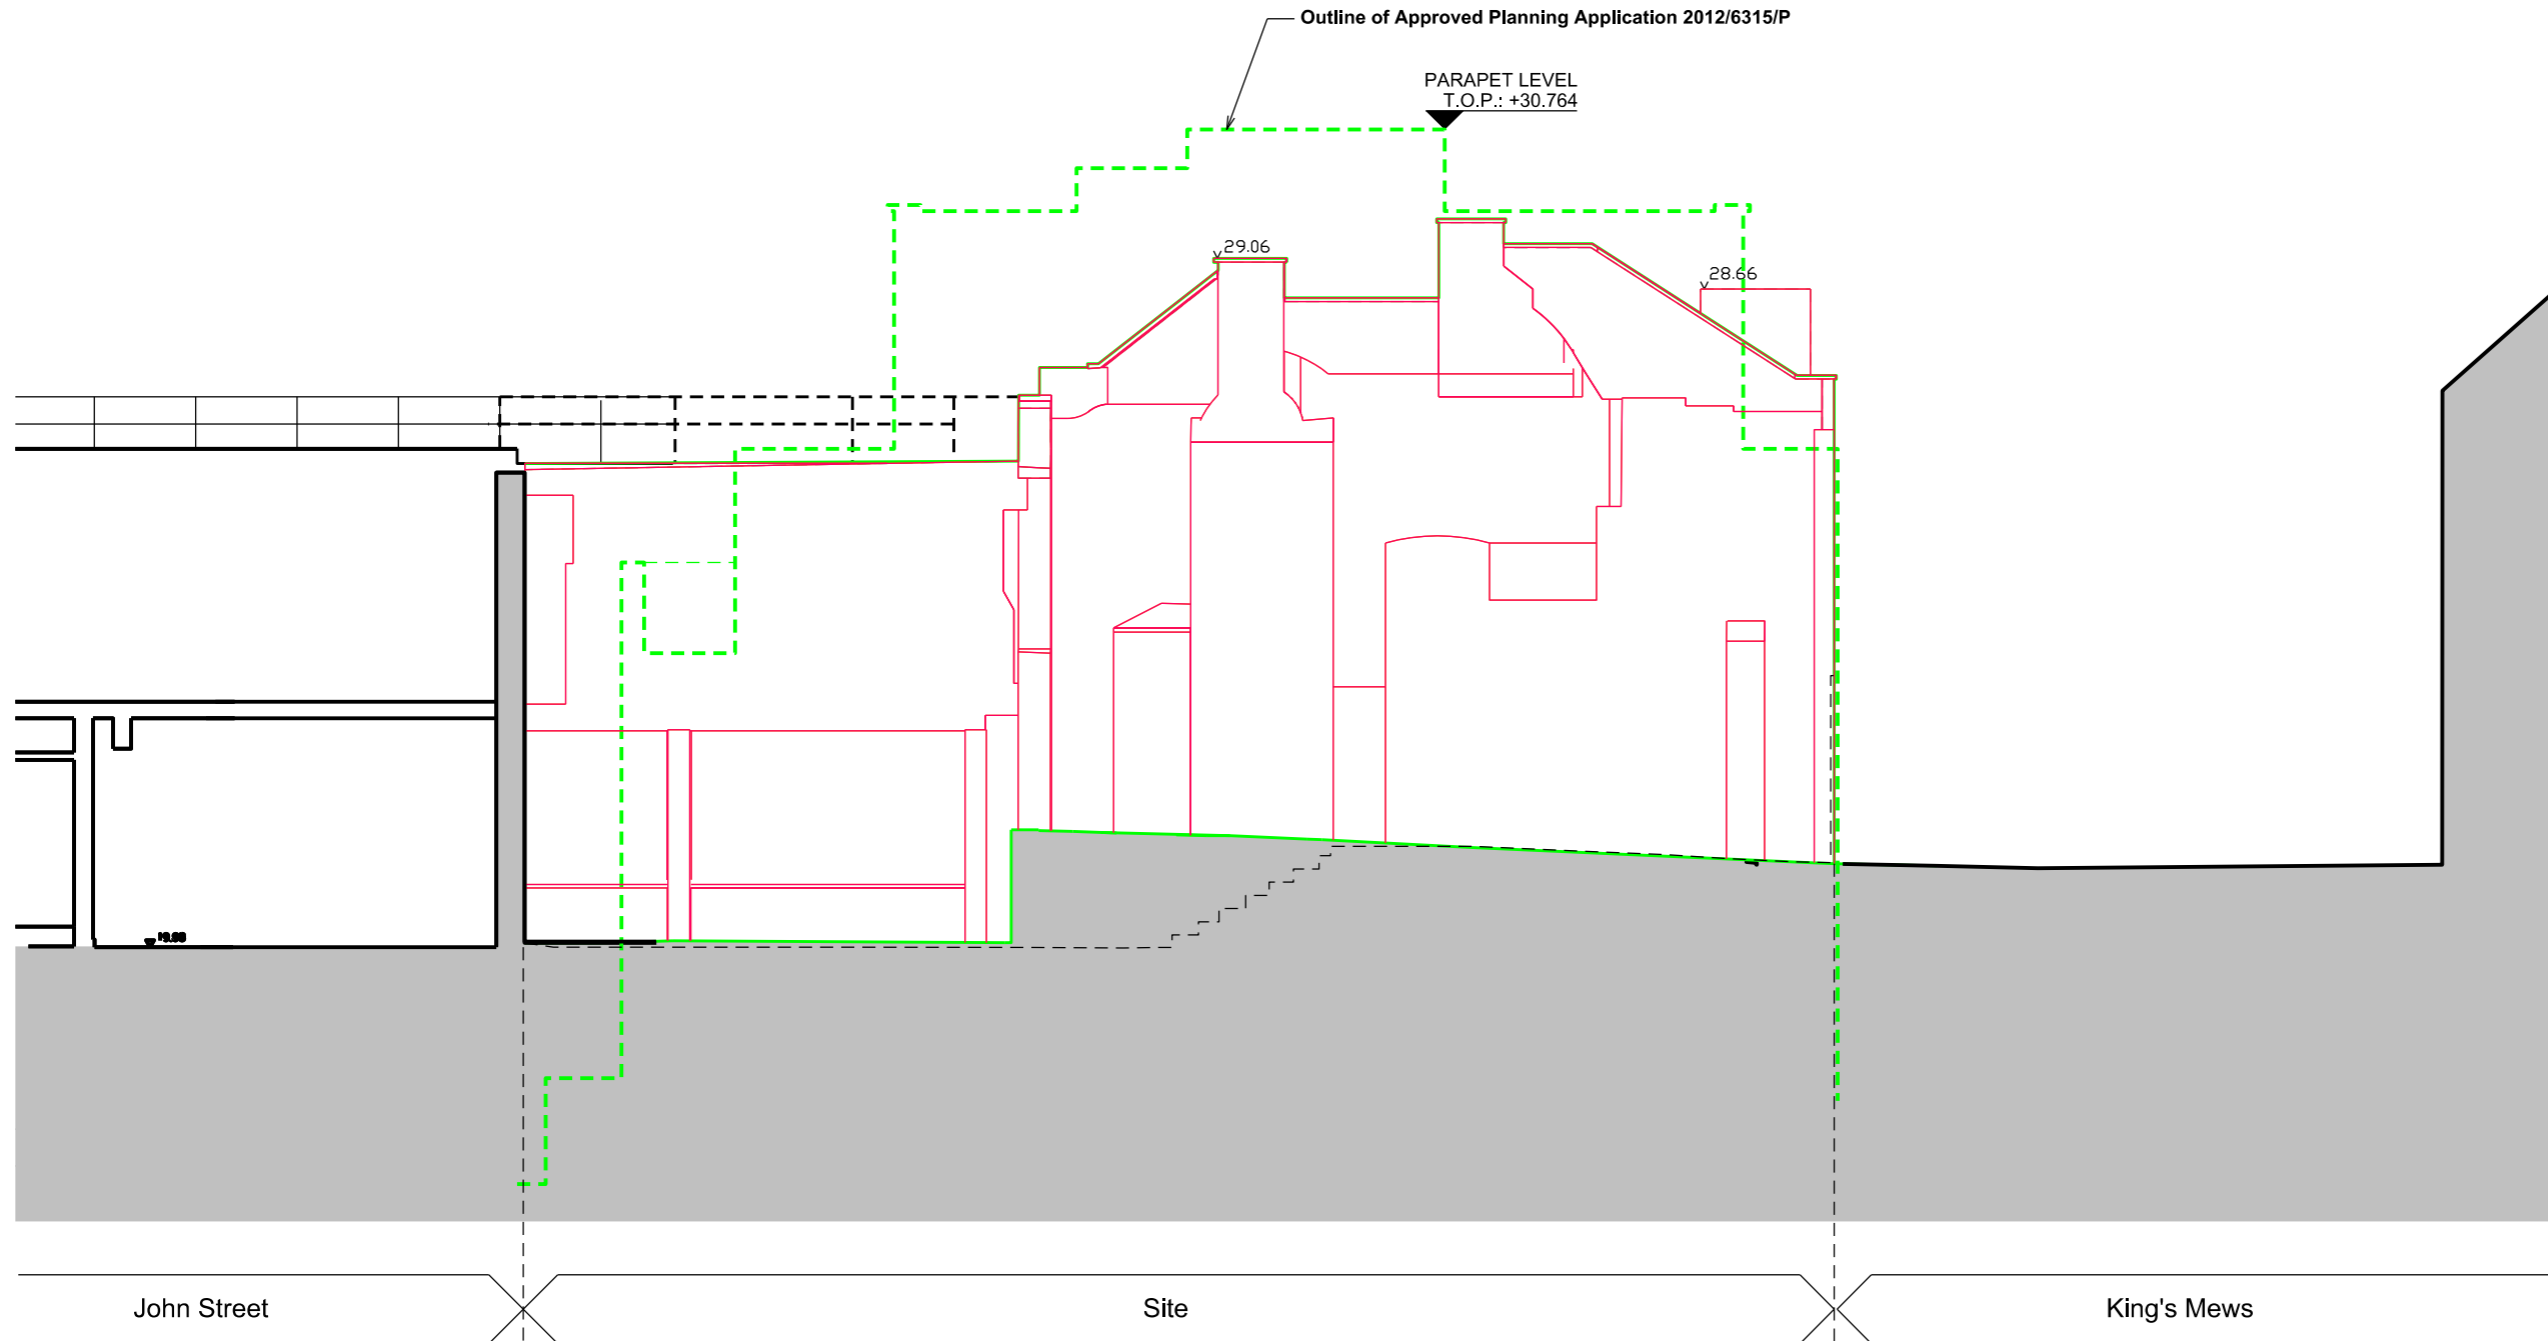 Outline of Approved Planning Application 2012/6315/P
PARAPET LEVEL
T.O.P.: +30.764
29.06
28.66
John Street
Site
King's Mews